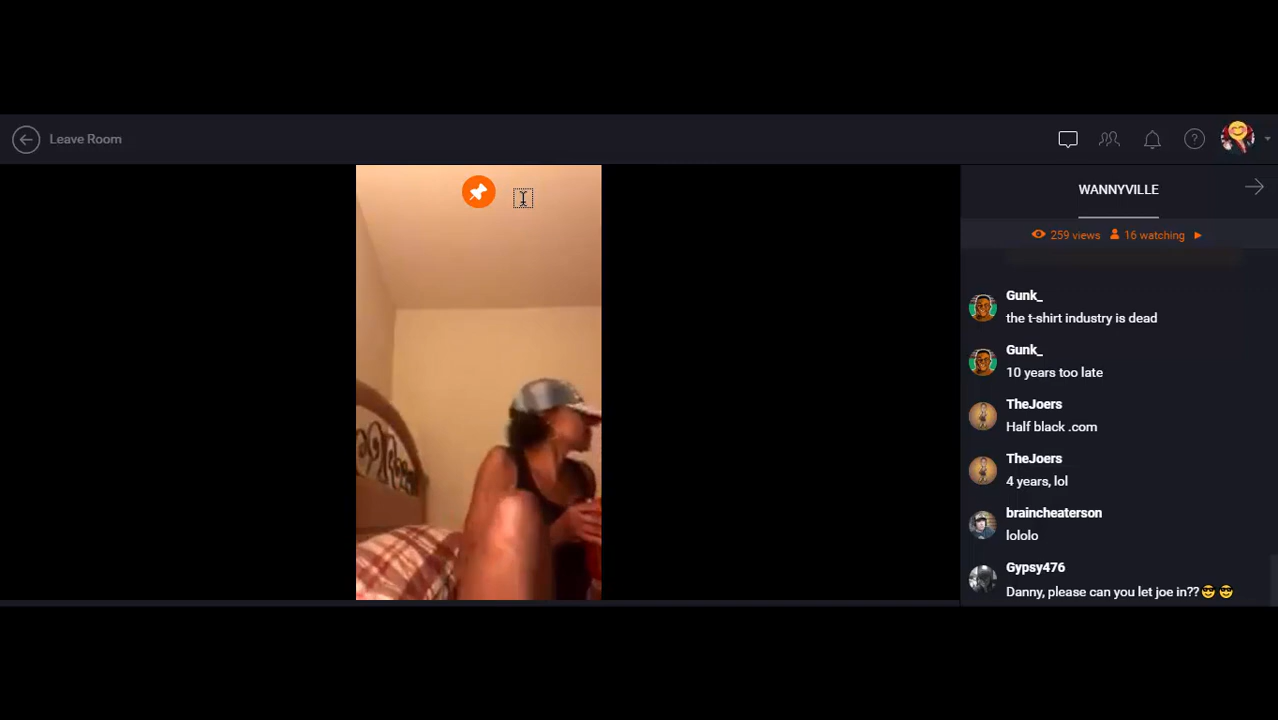 Leave Room
WANNYVILLE
259 views 16 watching
Gunk_
the t-shirt industry is dead
Gunk_
10 years too late
TheJoers
Half black .com
TheJoers
4 years, lol
braincheaterson
lololo
Gypsy476
Danny, please can you let joe in??😎 😎